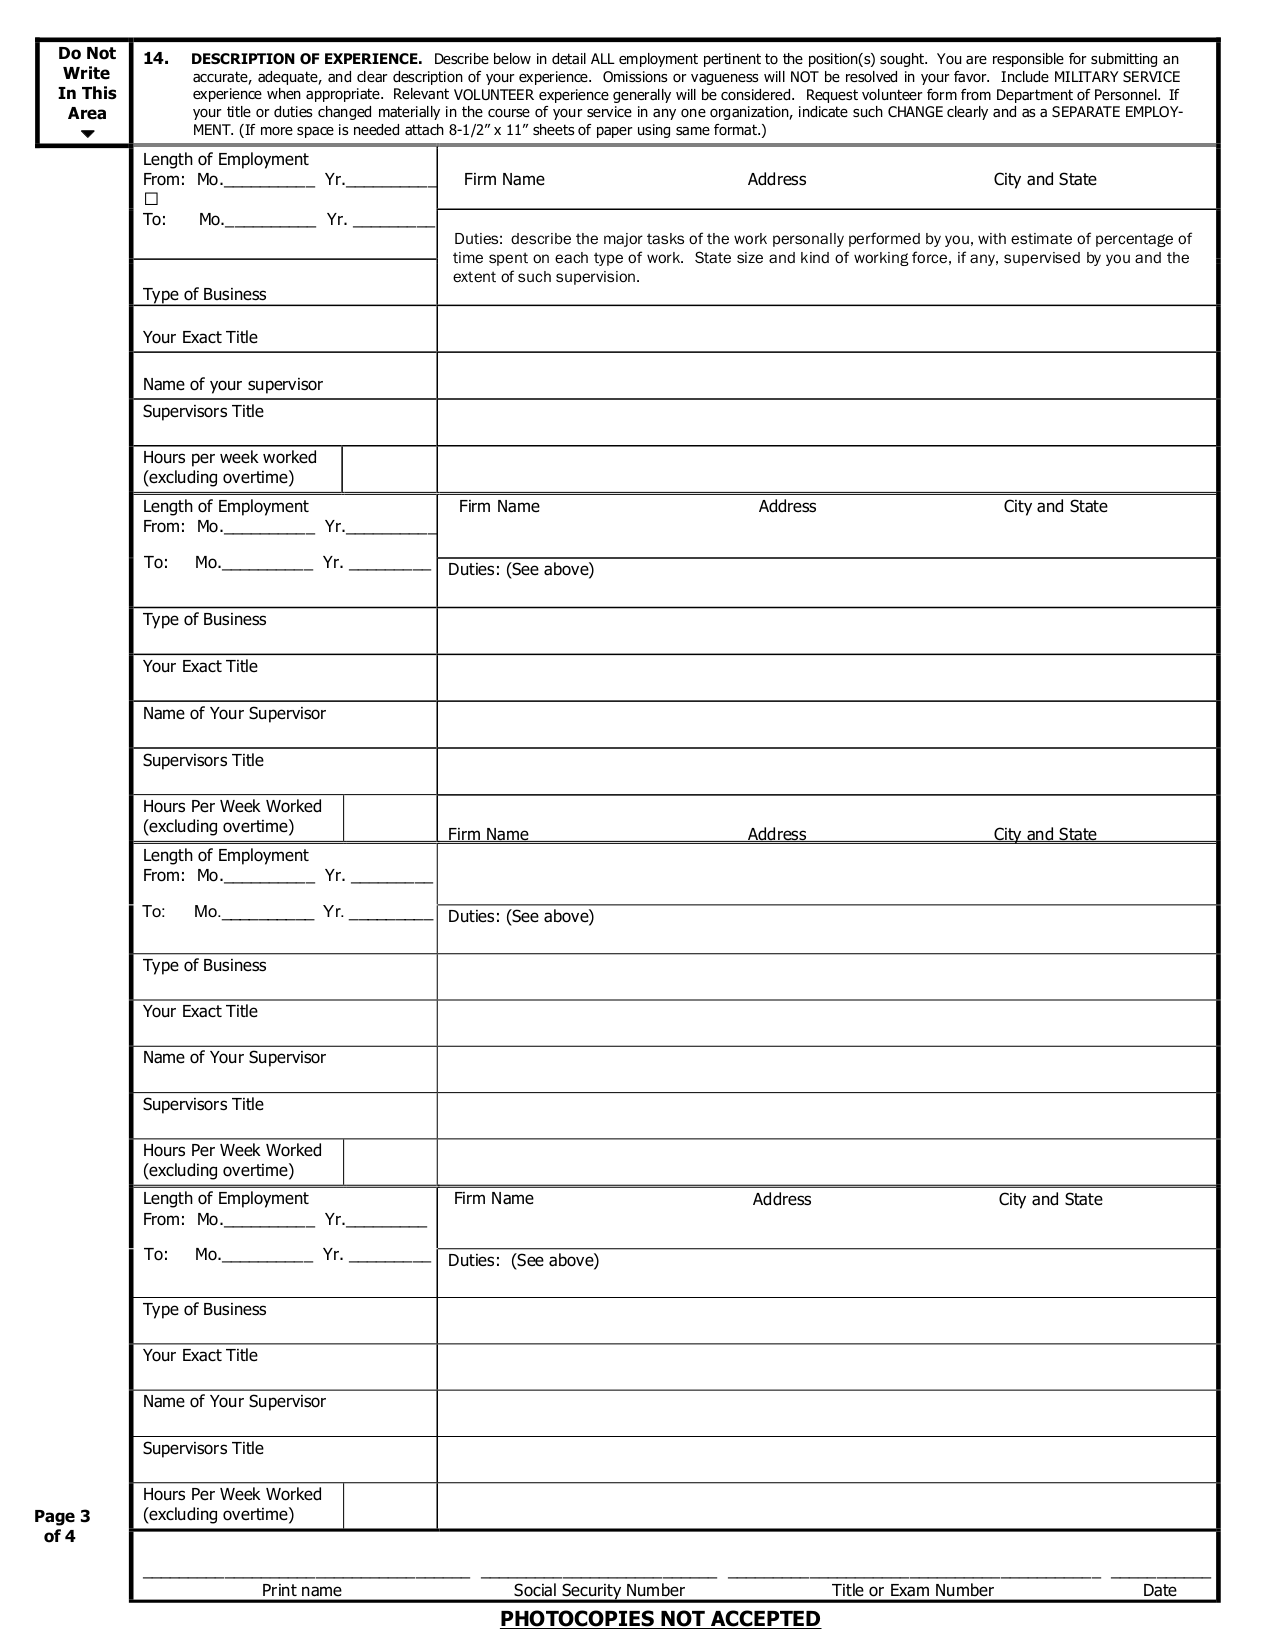 Do Not
Write
In This
Area
14. DESCRIPTION OF EXPERIENCE. Describe below in detail ALL employment pertinent to the position(s) sought. You are responsible for submitting an
accurate, adequate, and clear description of your experience. Omissions or vagueness will NOT be resolved in your favor. Include MILITARY SERVICE
experience when appropriate. Relevant VOLUNTEER experience generally will be considered. Request volunteer form from Department of Personnel. If
your title or duties changed materially in the course of your service in any one organization, indicate such CHANGE clearly and as a SEPARATE EMPLOY-
MENT. (If more space is needed attach 8-1/2” x 11” sheets of paper using same format.)
Length of Employment
From: Mo.__________ Yr.__________
☐
To: Mo.__________ Yr. _________
Firm Name Address City and State
Duties: describe the major tasks of the work personally performed by you, with estimate of percentage of
time spent on each type of work. State size and kind of working force, if any, supervised by you and the
extent of such supervision.
Type of Business
Your Exact Title
Name of your supervisor
Supervisors Title
Hours per week worked
(excluding overtime)
Length of Employment
From: Mo.__________ Yr.__________
To: Mo.__________ Yr. _________
Firm Name Address City and State
Duties: (See above)
Type of Business
Your Exact Title
Name of Your Supervisor
Supervisors Title
Hours Per Week Worked
(excluding overtime)
Firm Name Address City and State
Length of Employment
From: Mo.__________ Yr. _________
To: Mo.__________ Yr. _________
Duties: (See above)
Type of Business
Your Exact Title
Name of Your Supervisor
Supervisors Title
Hours Per Week Worked
(excluding overtime)
Length of Employment
From: Mo.__________ Yr._________
To: Mo.__________ Yr. _________
Firm Name Address City and State
Duties: (See above)
Type of Business
Your Exact Title
Name of Your Supervisor
Supervisors Title
Hours Per Week Worked
(excluding overtime)
Page 3
of 4
____________________________________ __________________________ _________________________________________ ___________
Print name Social Security Number Title or Exam Number Date
PHOTOCOPIES NOT ACCEPTED